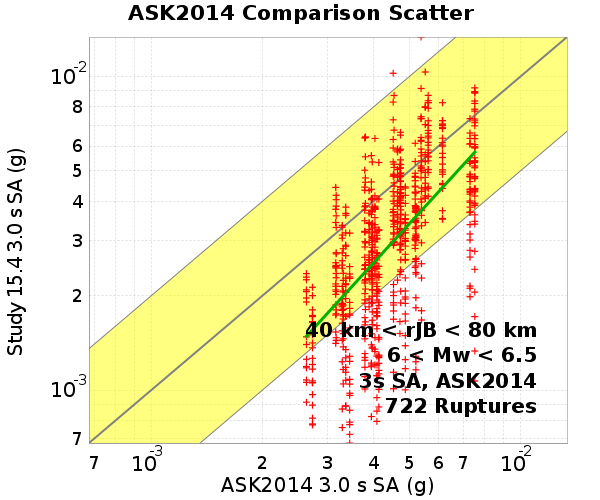 ASK2014 Comparison Scatter
Study 15.4 3.0 s SA (g)
10-2
8
6
5
4
3
2
10-3
7
7 10-3 2 3 4 5 6 7 10-2
40 km < rJB < 80 km
6 < Mw < 6.5
3s SA, ASK2014
722 Ruptures
ASK2014 3.0 s SA (g)